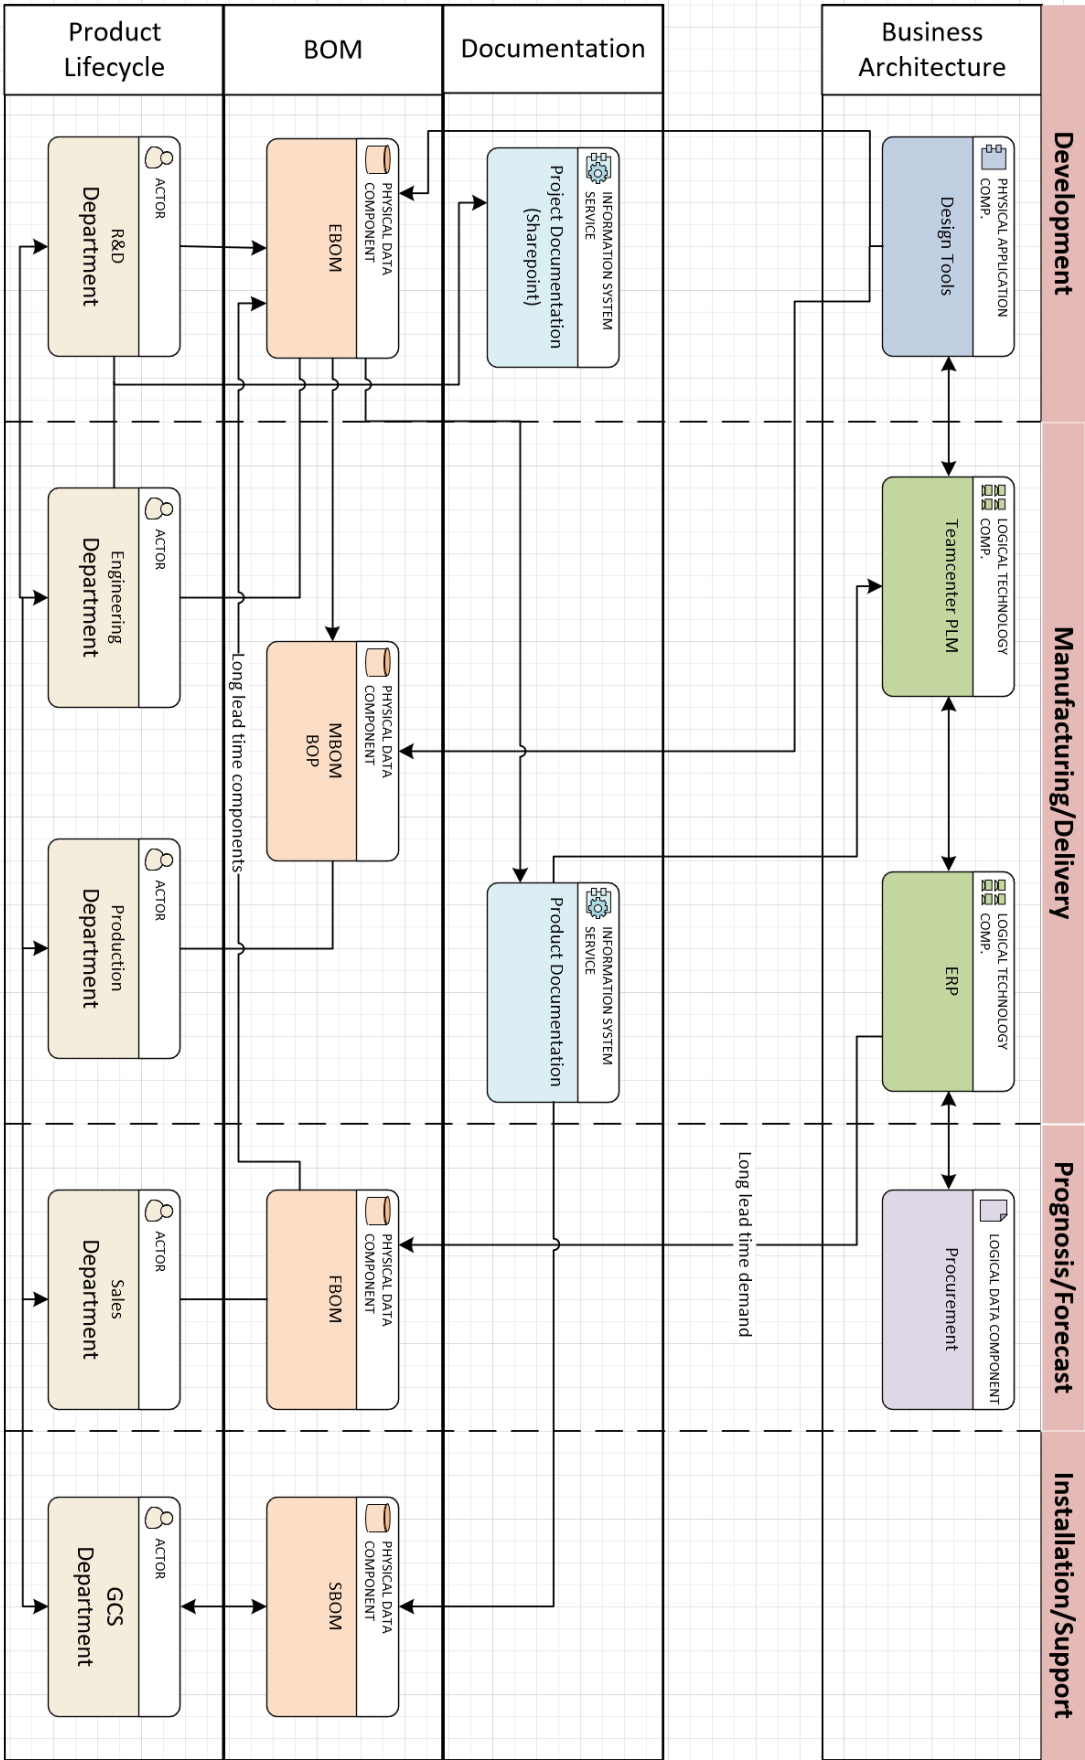 Product
Lifecycle
BOM
Documentation
Business
Architecture
Development
Manufacturing/Delivery
Prognosis/Forecast
Installation/Support
ACTOR
R&D
Department
ACTOR
Engineering
Department
ACTOR
Production
Department
ACTOR
Sales
Department
ACTOR
GCS
Department
PHYSICAL DATA
COMPONENT
EBOM
PHYSICAL DATA
COMPONENT
MBOM
BOP
PHYSICAL DATA
COMPONENT
FBOM
PHYSICAL DATA
COMPONENT
SBOM
Long lead time components
INFORMATION SYSTEM
SERVICE
Project Documentation
(Sharepoint)
INFORMATION SYSTEM
SERVICE
Product Documentation
Long lead time demand
PHYSICAL APPLICATION
COMP.
Design Tools
LOGICAL TECHNOLOGY
COMP.
Teamcenter PLM
LOGICAL TECHNOLOGY
COMP.
ERP
LOGICAL DATA COMPONENT
Procurement